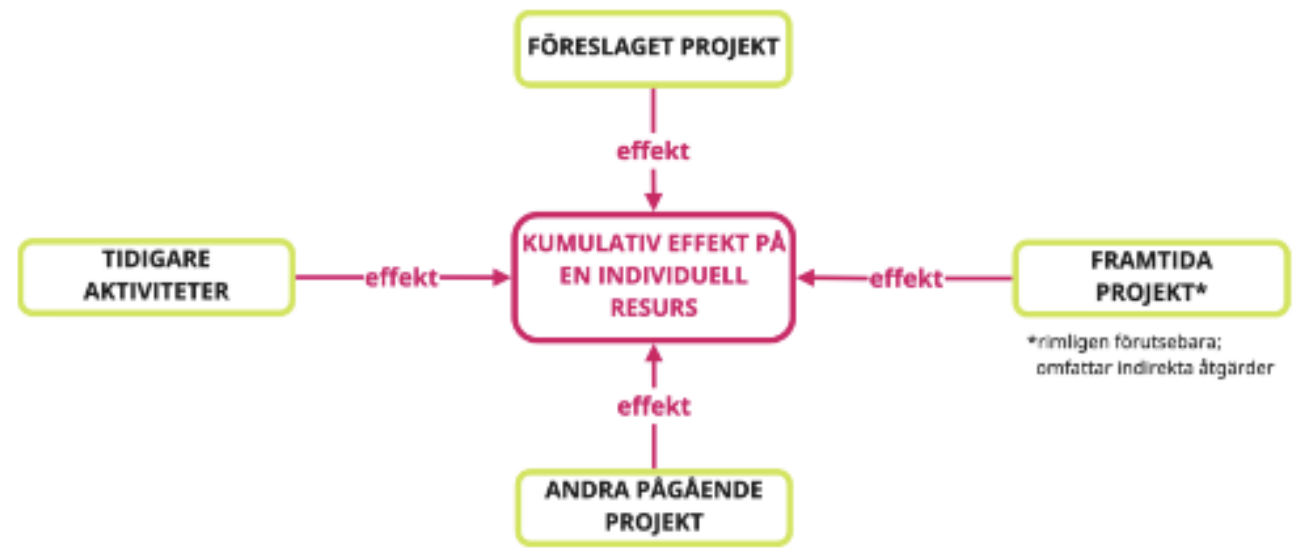 FÖRESLAGET PROJEKT
effekt
TIDIGARE
AKTIVITETER
effekt
KUMULATIV EFFEKT PÅ
EN INDIVIDUELL
RESURS
effekt
FRAMTIDA
PROJEKT*
*rimligen förutsebara;
omfattar indirekta åtgärder
effekt
ANDRA PÅGÅENDE
PROJEKT